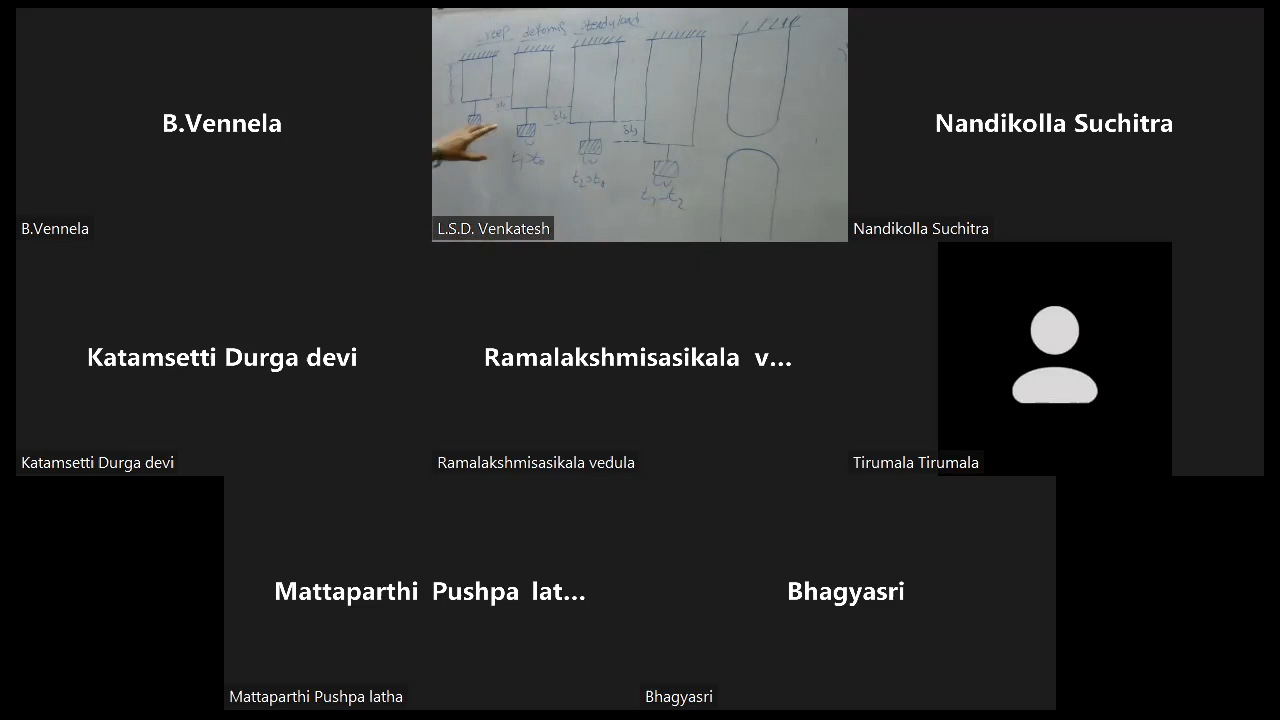 B.Vennela
Nandikolla Suchitra
B.Vennela
L.S.D. Venkatesh
Nandikolla Suchitra
Katamsetti Durga devi
Ramalakshmisasikala v...
Katamsetti Durga devi
Ramalakshmisasikala vedula
Tirumala Tirumala
Mattaparthi Pushpa lat...
Bhagyasri
Mattaparthi Pushpa latha
Bhagyasri